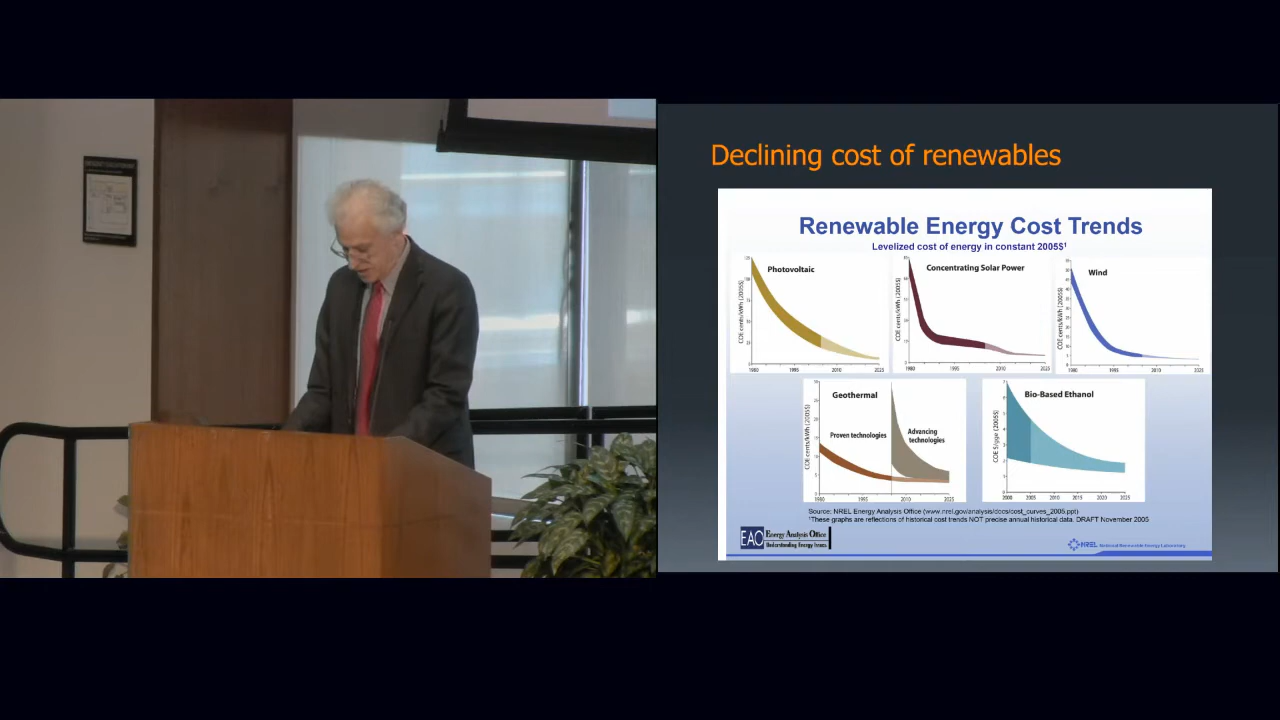 Declining cost of renewables
Renewable Energy Cost Trends
Levelized cost of energy in constant 2005$¹
Photovoltaic
COE cents/kWh (2005$)
1980 1995 2010 2025
Concentrating Solar Power
COE cents/kWh (2005$)
1980 1995 2010 2025
Wind
COE cents/kWh (2005$)
1980 1995 2010 2025
Geothermal
Proven technologies
Advancing
technologies
COE cents/kWh (2005$)
1980 1995 2010 2025
Bio-Based Ethanol
COE $/gge (2005$)
2000 2005 2010 2015 2020 2025
Source: NREL Energy Analysis Office (www.nrel.gov/analysis/docs/cost_curves_2005.ppt)
¹These graphs are reflections of historical cost trends NOT precise annual historical data. DRAFT November 2005
EAO Energy Analysis Office
Understanding Energy Issues
NREL National Renewable Energy Laboratory